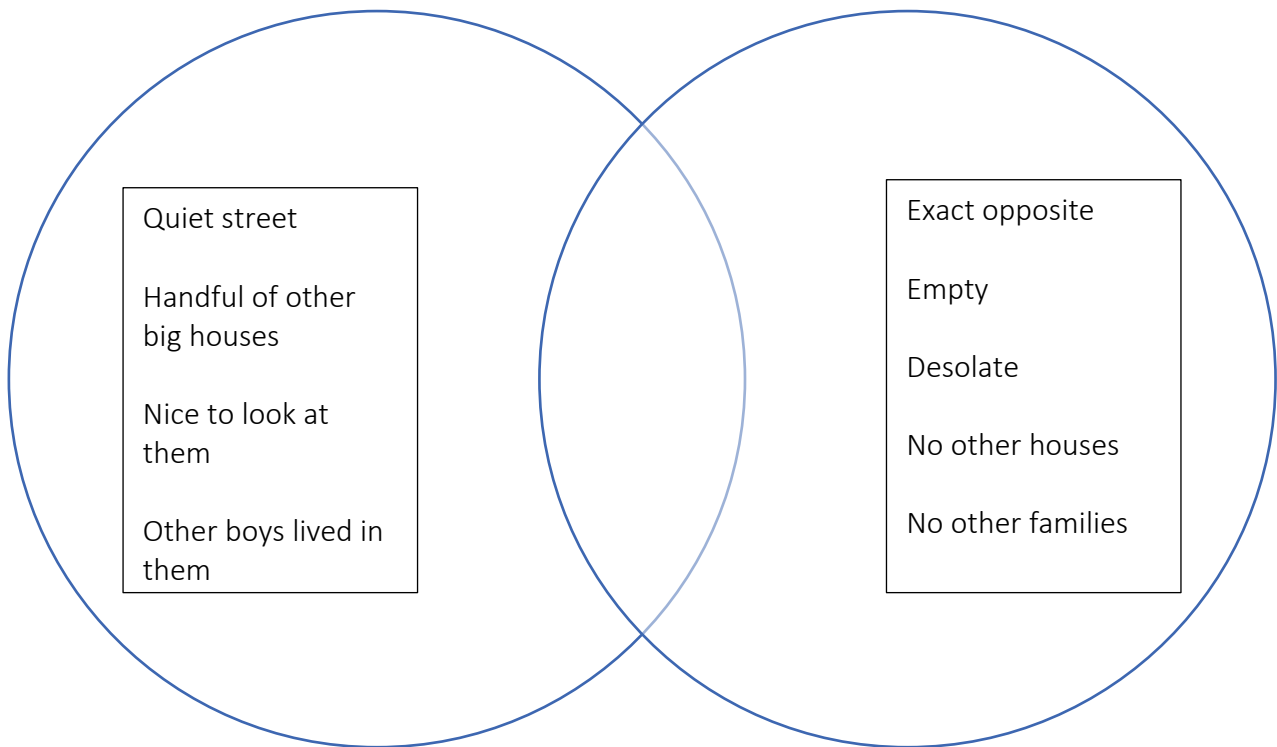 Quiet street
Handful of other
big houses
Nice to look at
them
Other boys lived in
them
Exact opposite
Empty
Desolate
No other houses
No other families